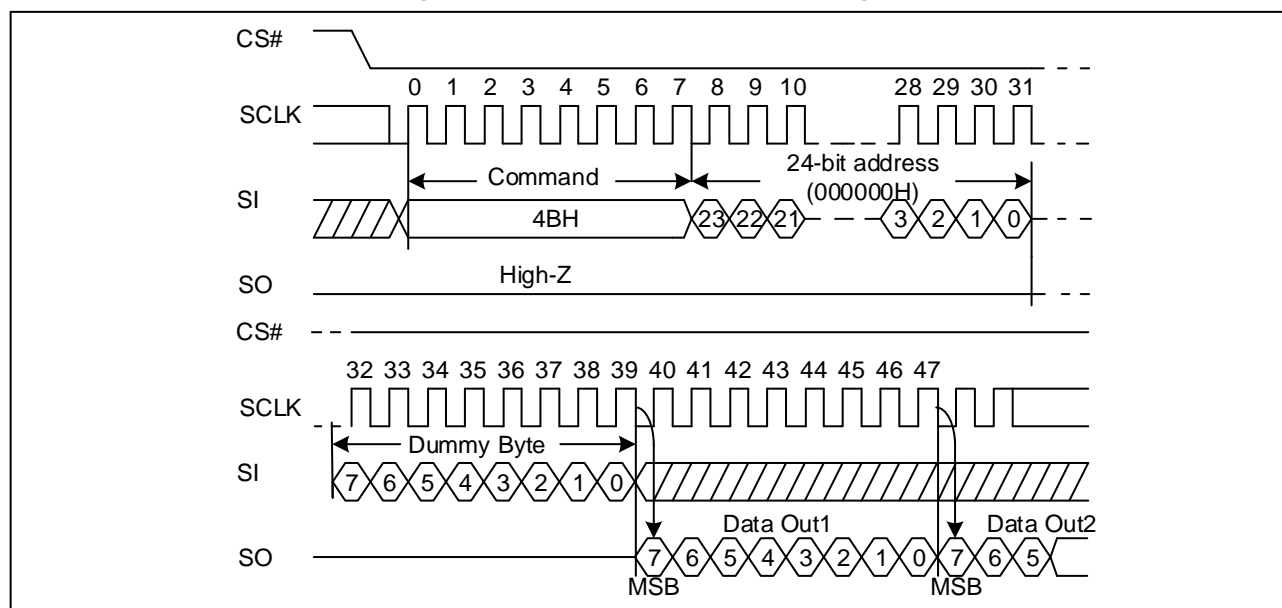 CS#
0 1 2 3 4 5 6 7 8 9 10 28 29 30 31
SCLK
Command
24-bit address
(000000H)
SI
4BH
23 22 21 3 2 1 0
High-Z
SO
CS#
32 33 34 35 36 37 38 39 40 41 42 43 44 45 46 47
SCLK
Dummy Byte
SI
7 6 5 4 3 2 1 0
Data Out1 Data Out2
SO
7 6 5 4 3 2 1 0 7 6 5
MSB MSB